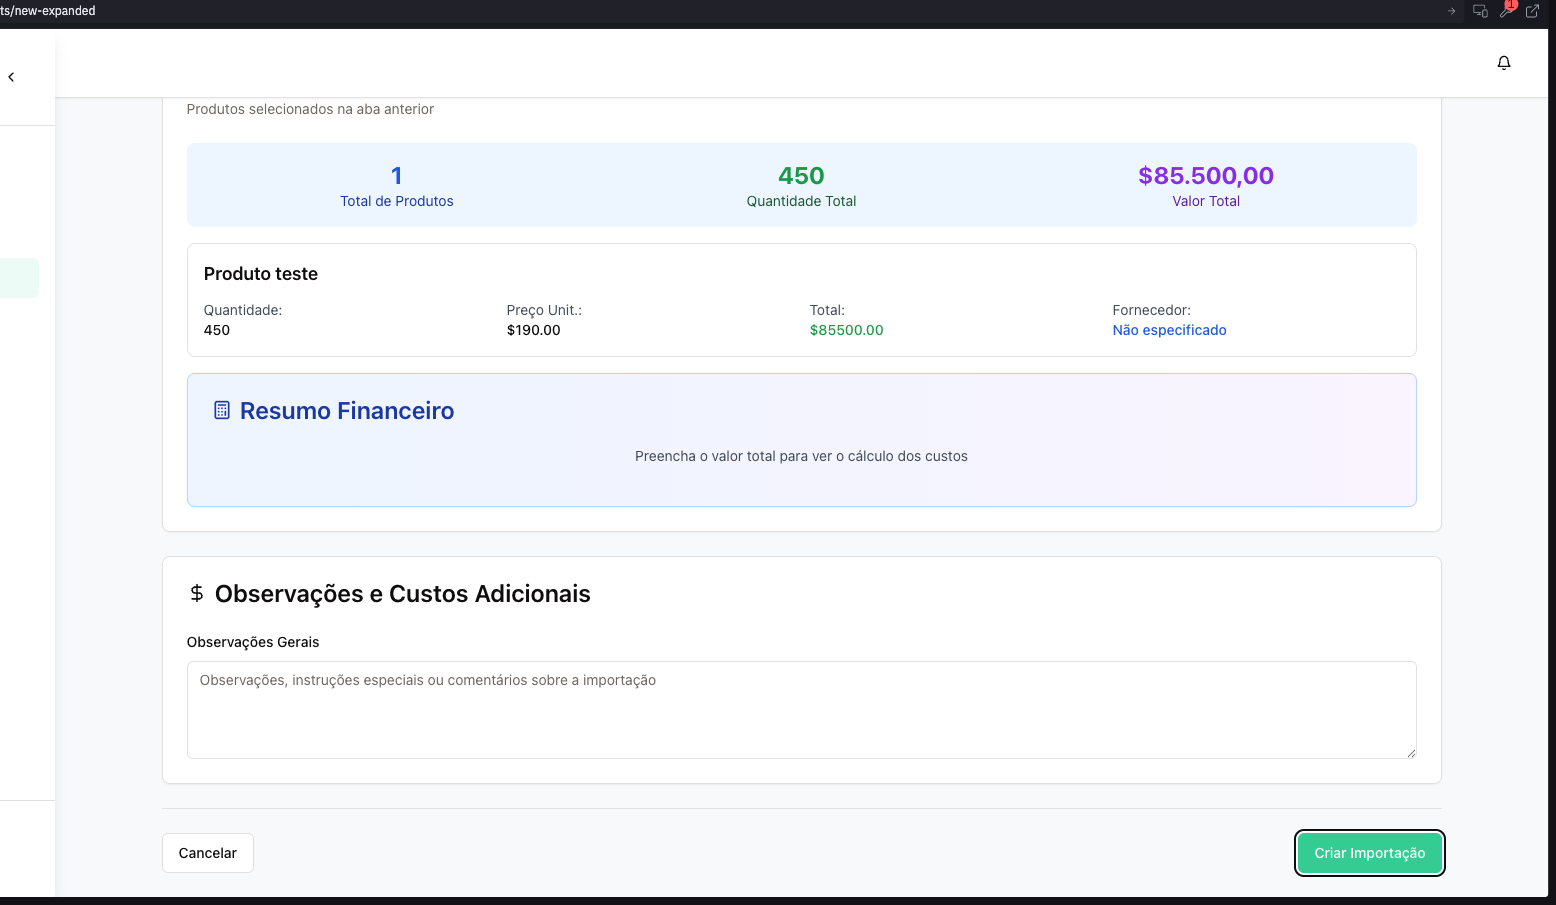 ts/new-expanded
1
Produtos selecionados na aba anterior
1
Total de Produtos
450
Quantidade Total
$85.500,00
Valor Total
Produto teste
Quantidade:
450
Preço Unit.:
$190.00
Total:
$85500.00
Fornecedor:
Não especificado
Resumo Financeiro
Preencha o valor total para ver o cálculo dos custos
Observações e Custos Adicionais
Observações Gerais
Observações, instruções especiais ou comentários sobre a importação
Cancelar
Criar Importação